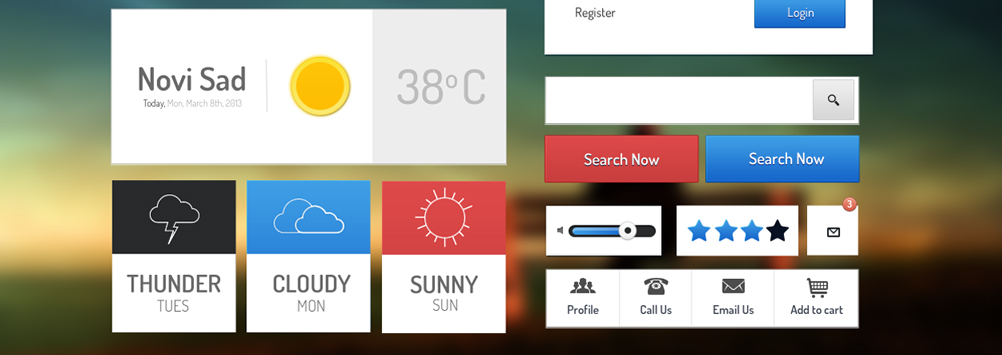 Register
Login
Novi Sad
Today, Mon, March 8th, 2013
38°C
Search Now
Search Now
THUNDER
TUES
CLOUDY
MON
SUNNY
SUN
3
Profile
Call Us
Email Us
Add to cart